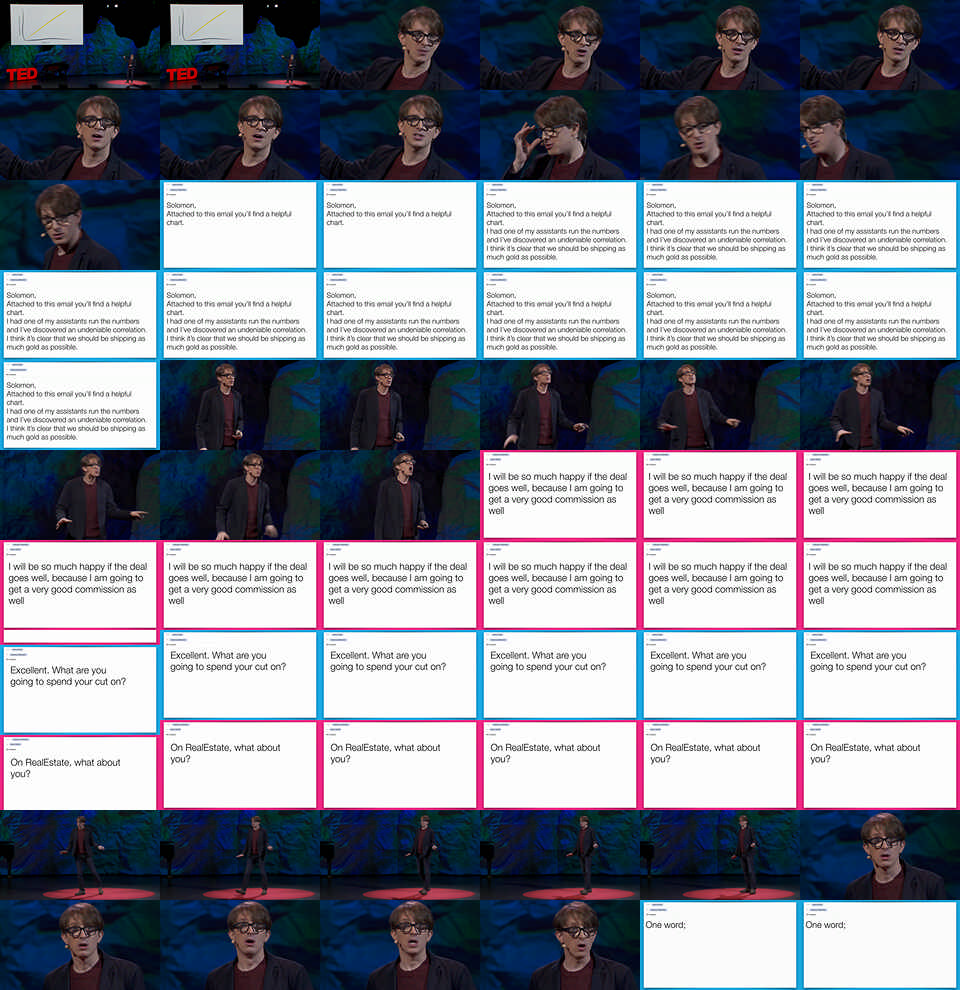 TED
TED
Solomon,
Attached to this email you'll find a helpful
chart.
Solomon,
Attached to this email you'll find a helpful
chart.
Solomon,
Attached to this email you'll find a helpful
chart.
I had one of my assistants run the numbers
and I've discovered an undeniable correlation.
I think it's clear that we should be shipping as
much gold as possible.
Solomon,
Attached to this email you'll find a helpful
chart.
I had one of my assistants run the numbers
and I've discovered an undeniable correlation.
I think it's clear that we should be shipping as
much gold as possible.
Solomon,
Attached to this email you'll find a helpful
chart.
I had one of my assistants run the numbers
and I've discovered an undeniable correlation.
I think it's clear that we should be shipping as
much gold as possible.
Solomon,
Attached to this email you'll find a helpful
chart.
I had one of my assistants run the numbers
and I've discovered an undeniable correlation.
I think it's clear that we should be shipping as
much gold as possible.
Solomon,
Attached to this email you'll find a helpful
chart.
I had one of my assistants run the numbers
and I've discovered an undeniable correlation.
I think it's clear that we should be shipping as
much gold as possible.
Solomon,
Attached to this email you'll find a helpful
chart.
I had one of my assistants run the numbers
and I've discovered an undeniable correlation.
I think it's clear that we should be shipping as
much gold as possible.
Solomon,
Attached to this email you'll find a helpful
chart.
I had one of my assistants run the numbers
and I've discovered an undeniable correlation.
I think it's clear that we should be shipping as
much gold as possible.
Solomon,
Attached to this email you'll find a helpful
chart.
I had one of my assistants run the numbers
and I've discovered an undeniable correlation.
I think it's clear that we should be shipping as
much gold as possible.
Solomon,
Attached to this email you'll find a helpful
chart.
I had one of my assistants run the numbers
and I've discovered an undeniable correlation.
I think it's clear that we should be shipping as
much gold as possible.
Solomon,
Attached to this email you'll find a helpful
chart.
I had one of my assistants run the numbers
and I've discovered an undeniable correlation.
I think it's clear that we should be shipping as
much gold as possible.
I will be so much happy if the deal
goes well, because I am going to
get a very good commission as
well
I will be so much happy if the deal
goes well, because I am going to
get a very good commission as
well
I will be so much happy if the deal
goes well, because I am going to
get a very good commission as
well
I will be so much happy if the deal
goes well, because I am going to
get a very good commission as
well
I will be so much happy if the deal
goes well, because I am going to
get a very good commission as
well
I will be so much happy if the deal
goes well, because I am going to
get a very good commission as
well
I will be so much happy if the deal
goes well, because I am going to
get a very good commission as
well
I will be so much happy if the deal
goes well, because I am going to
get a very good commission as
well
I will be so much happy if the deal
goes well, because I am going to
get a very good commission as
well
Excellent. What are you
going to spend your cut on?
Excellent. What are you
going to spend your cut on?
Excellent. What are you
going to spend your cut on?
Excellent. What are you
going to spend your cut on?
Excellent. What are you
going to spend your cut on?
Excellent. What are you
going to spend your cut on?
On RealEstate, what about
you?
On RealEstate, what about
you?
On RealEstate, what about
you?
On RealEstate, what about
you?
On RealEstate, what about
you?
On RealEstate, what about
you?
One word;
One word;